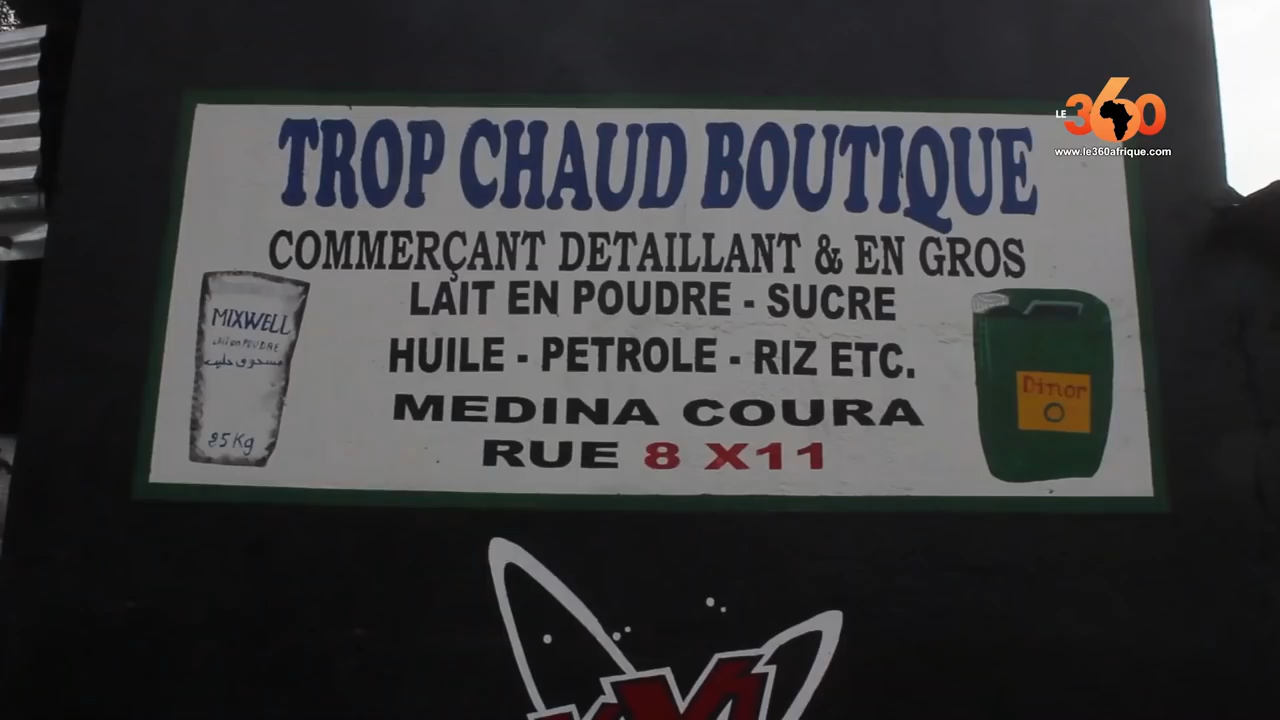 LE 360
www.le360afrique.com
TROP CHAUD BOUTIQUE
COMMERÇANT DETAILLANT & EN GROS
LAIT EN POUDRE - SUCRE
HUILE - PETROLE - RIZ ETC.
MEDINA COURA
RUE 8 X11
MIXWELL
Lait en POUDRE
مسحوق حليب
25 Kg
Dinor